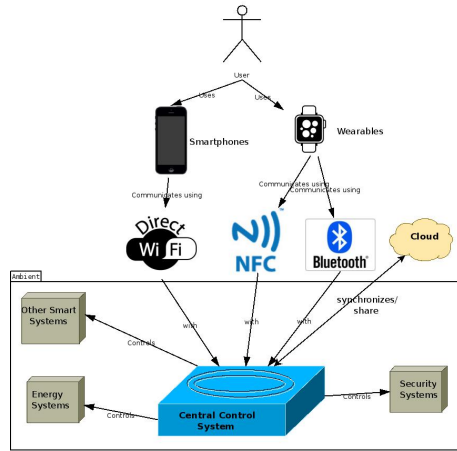 User
Uses
Uses
Smartphones
Wearables
Communicates using
Communicates using
Communicates using
Direct
Wi Fi
NFC
™
Bluetooth®
Cloud
Ambient
synchronizes/
share
Other Smart
Systems
with
with
with
Controls
Energy
Systems
Controls
Central Control
System
Controls
Security
Systems